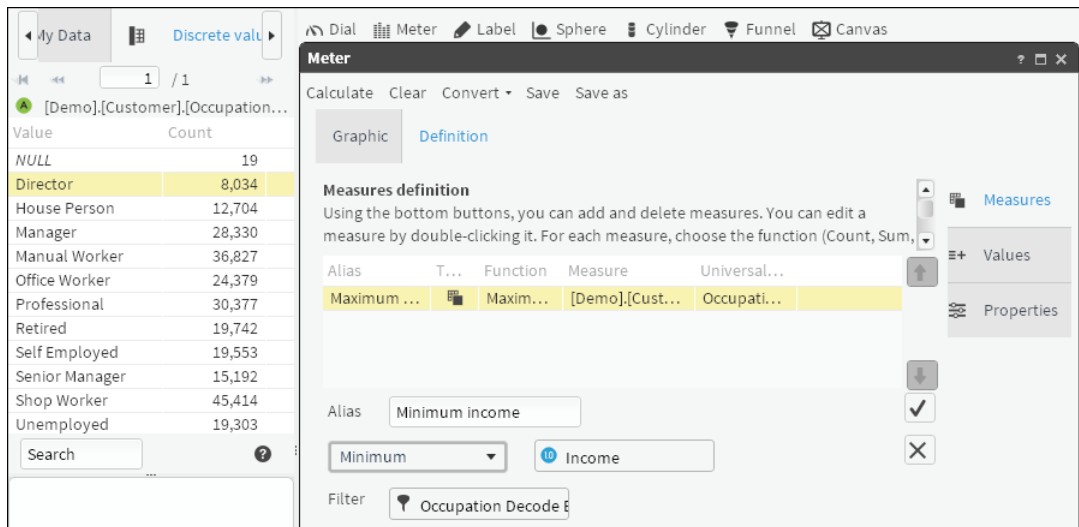 My Data
Discrete valu
Dial Meter Label Sphere Cylinder Funnel Canvas
Meter
Calculate Clear Convert Save Save as
Graphic Definition
1 / 1
[Demo].[Customer].[Occupation...
Value Count
NULL 19
Director 8,034
House Person 12,704
Manager 28,330
Manual Worker 36,827
Office Worker 24,379
Professional 30,377
Retired 19,742
Self Employed 19,553
Senior Manager 15,192
Shop Worker 45,414
Unemployed 19,303
Search
Measures definition
Using the bottom buttons, you can add and delete measures. You can edit a
measure by double-clicking it. For each measure, choose the function (Count, Sum,
Alias T... Function Measure Universal...
Maximum ... Maxim... [Demo].[Cust... Occupati...
Alias Minimum income
Minimum 10 Income
Filter Occupation Decode E
Measures
Values
Properties